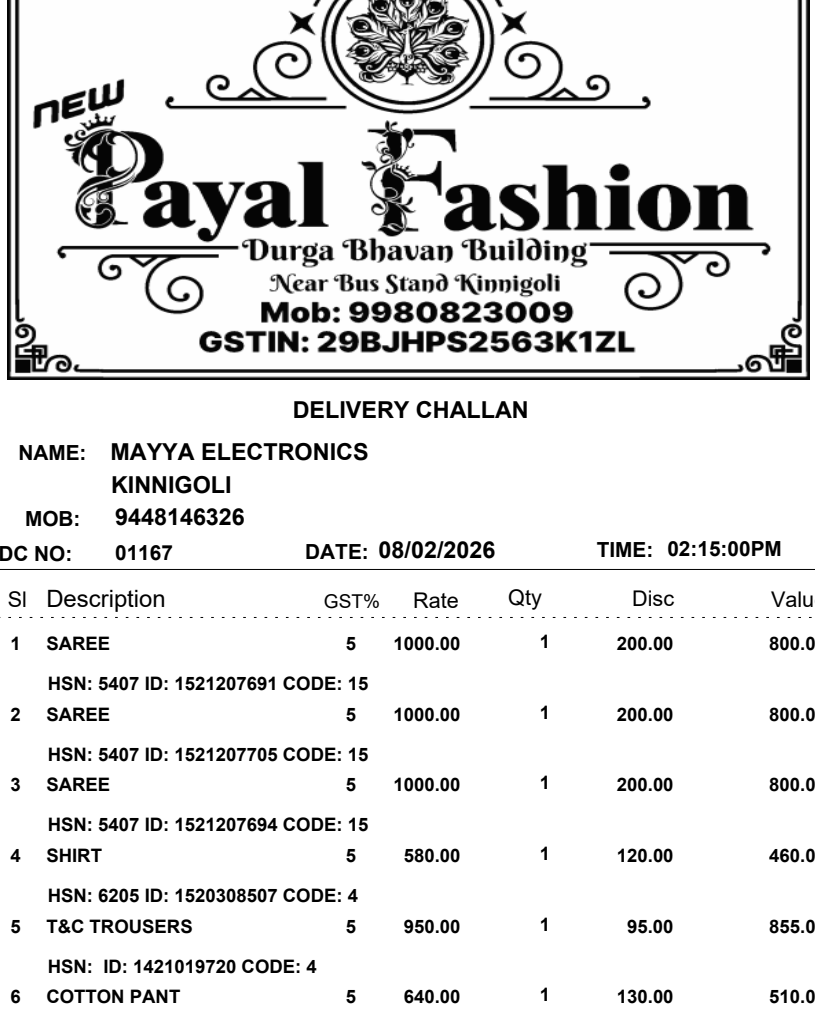 NEW
Payal Fashion
Durga Bhavan Building
Near Bus Stand Kinnigoli
Mob: 9980823009
GSTIN: 29BJHPS2563K1ZL
DELIVERY CHALLAN
NAME: MAYYA ELECTRONICS
KINNIGOLI
MOB: 9448146326
DC NO: 01167 DATE: 08/02/2026 TIME: 02:15:00PM
Sl Description GST% Rate Qty Disc Valu
1 SAREE 5 1000.00 1 200.00 800.0
HSN: 5407 ID: 1521207691 CODE: 15
2 SAREE 5 1000.00 1 200.00 800.0
HSN: 5407 ID: 1521207705 CODE: 15
3 SAREE 5 1000.00 1 200.00 800.0
HSN: 5407 ID: 1521207694 CODE: 15
4 SHIRT 5 580.00 1 120.00 460.0
HSN: 6205 ID: 1520308507 CODE: 4
5 T&C TROUSERS 5 950.00 1 95.00 855.0
HSN: ID: 1421019720 CODE: 4
6 COTTON PANT 5 640.00 1 130.00 510.0